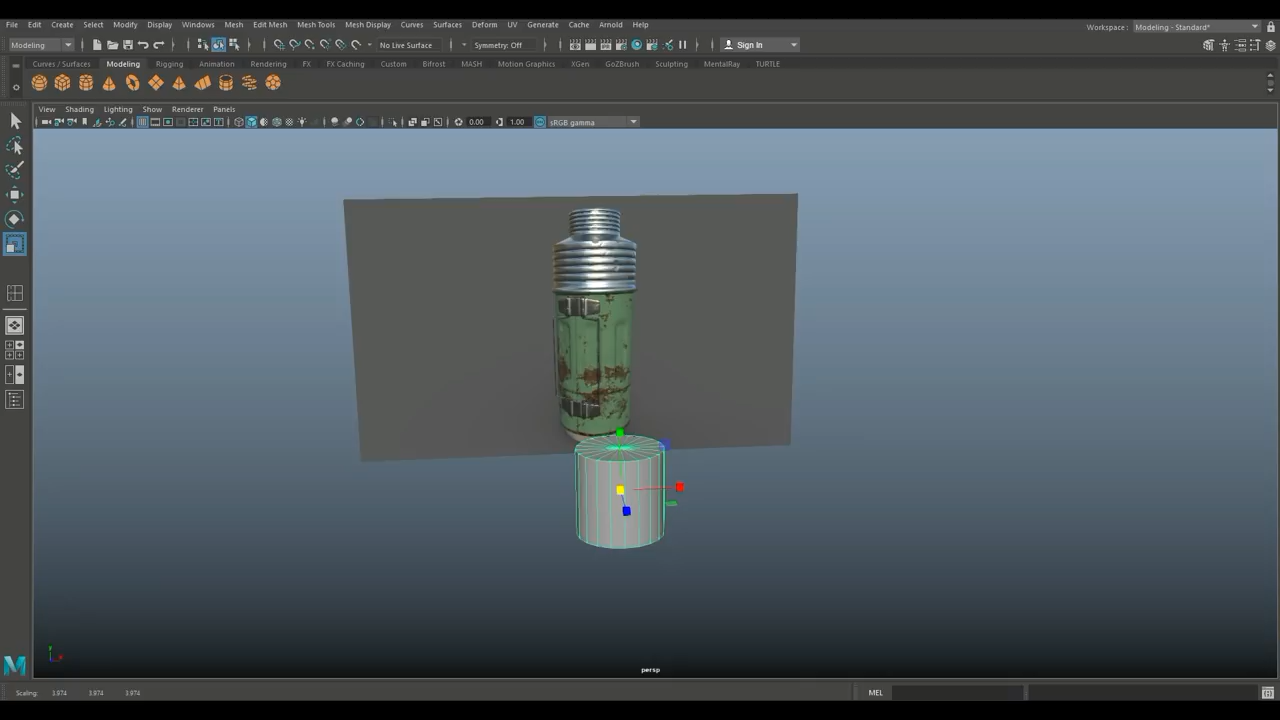 File Edit Create Select Modify Display Windows Mesh Edit Mesh Mesh Tools Mesh Display Curves Surfaces Deform UV Generate Cache Arnold Help
Workspace : Modeling - Standard*
Modeling No Live Surface Symmetry: Off Sign In
Curves / Surfaces Modeling Rigging Animation Rendering FX FX Caching Custom Bifrost MASH Motion Graphics XGen GoZBrush Sculpting MentalRay TURTLE
View Shading Lighting Show Renderer Panels
0.00 1.00 sRGB gamma
persp
Scaling: 3.974 3.974 3.974 MEL